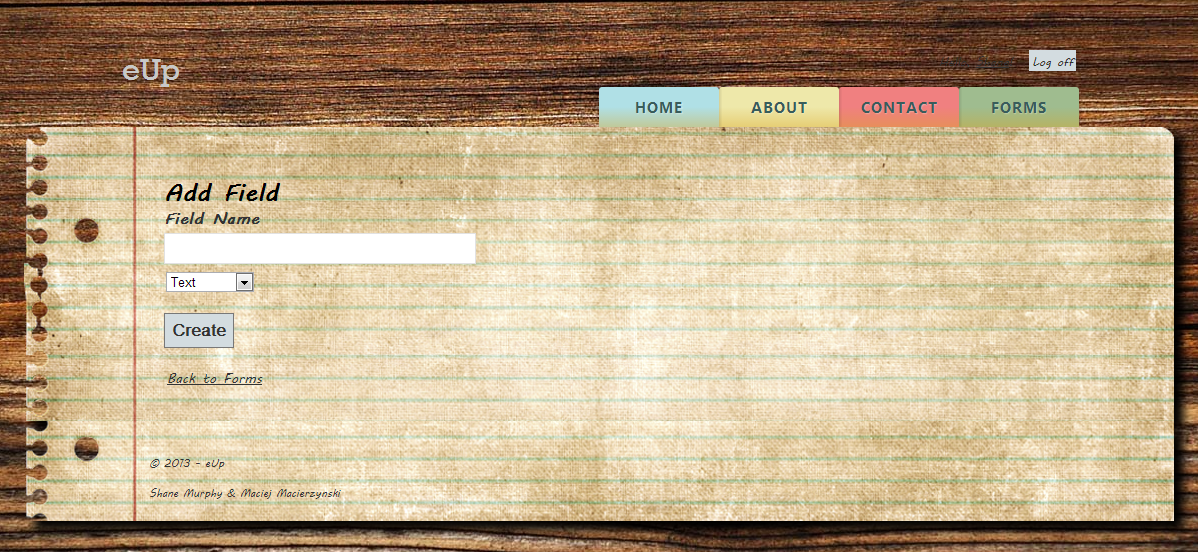 eUp
Log off
HOME ABOUT CONTACT FORMS
Add Field
Field Name
Text
Create
Back to Forms
© 2013 - eUp
Shane Murphy & Maciej Macierzynski